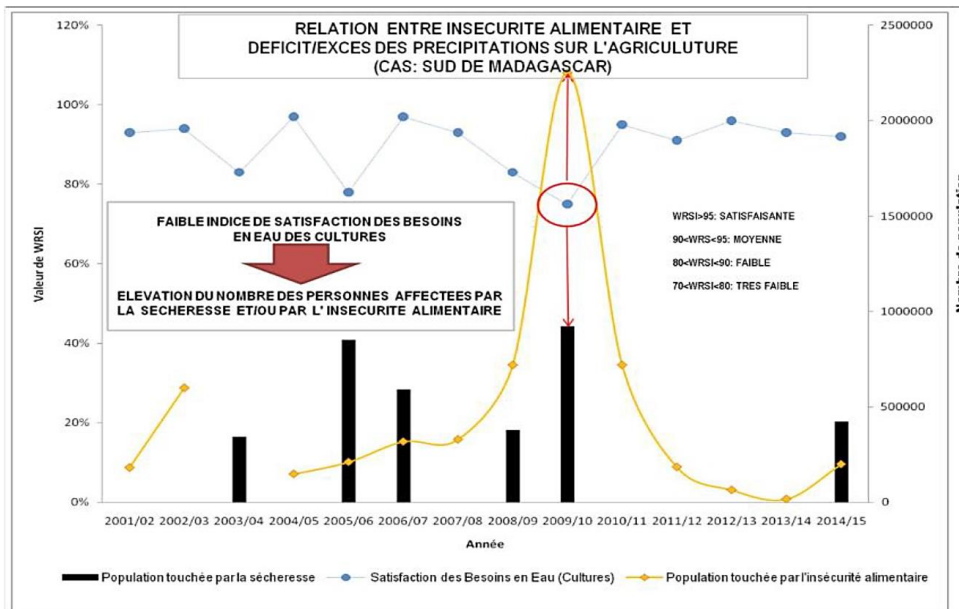 RELATION ENTRE INSECURITE ALIMENTAIRE ET
DEFICIT/EXCES DES PRECIPITATIONS SUR L'AGRICULUTURE
(CAS: SUD DE MADAGASCAR)
120%
100%
80%
60%
40%
20%
0%
Valeur de WRSI
2500000
2000000
1500000
1000000
500000
0
de population
FAIBLE INDICE DE SATISFACTION DES BESOINS
EN EAU DES CULTURES
ELEVATION DU NOMBRE DES PERSONNES AFFECTEES PAR
LA SECHERESSE ET/OU PAR L' INSECURITE ALIMENTAIRE
WRSI>95: SATISFAISANTE
90<WRS<95: MOYENNE
80<WRSI<90: FAIBLE
70<WRSI<80: TRES FAIBLE
2001/02 2002/03 2003/04 2004/05 2005/06 2006/07 2007/08 2008/09 2009/10 2010/11 2011/12 2012/13 2013/14 2014/15
Année
Population touchée par la sécheresse Satisfaction des Besoins en Eau (Cultures) Population touchée par l'insécurité alimentaire